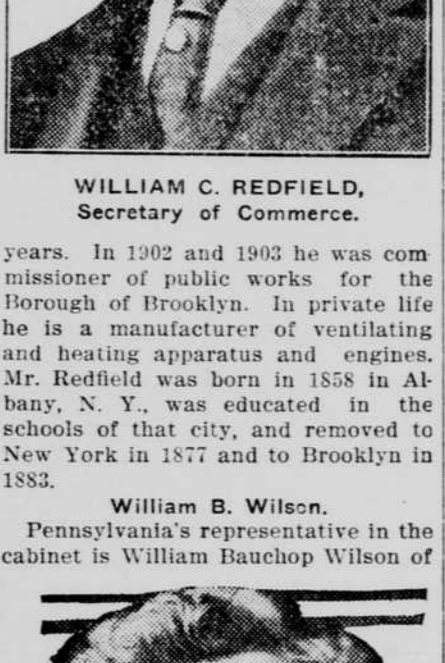 WILLIAM C. REDFIELD,
Secretary of Commerce.
years. In 1902 and 1903 he was com-
missioner of public works for the
Borough of Brooklyn. In private life
he is a manufacturer of ventilating
and heating apparatus and engines.
Mr. Redfield was born in 1858 in Al-
bany, N. Y., was educated in the
schools of that city, and removed to
New York in 1877 and to Brooklyn in
1883.
William B. Wilson.
Pennsylvania's representative in the
cabinet is William Bauchop Wilson of